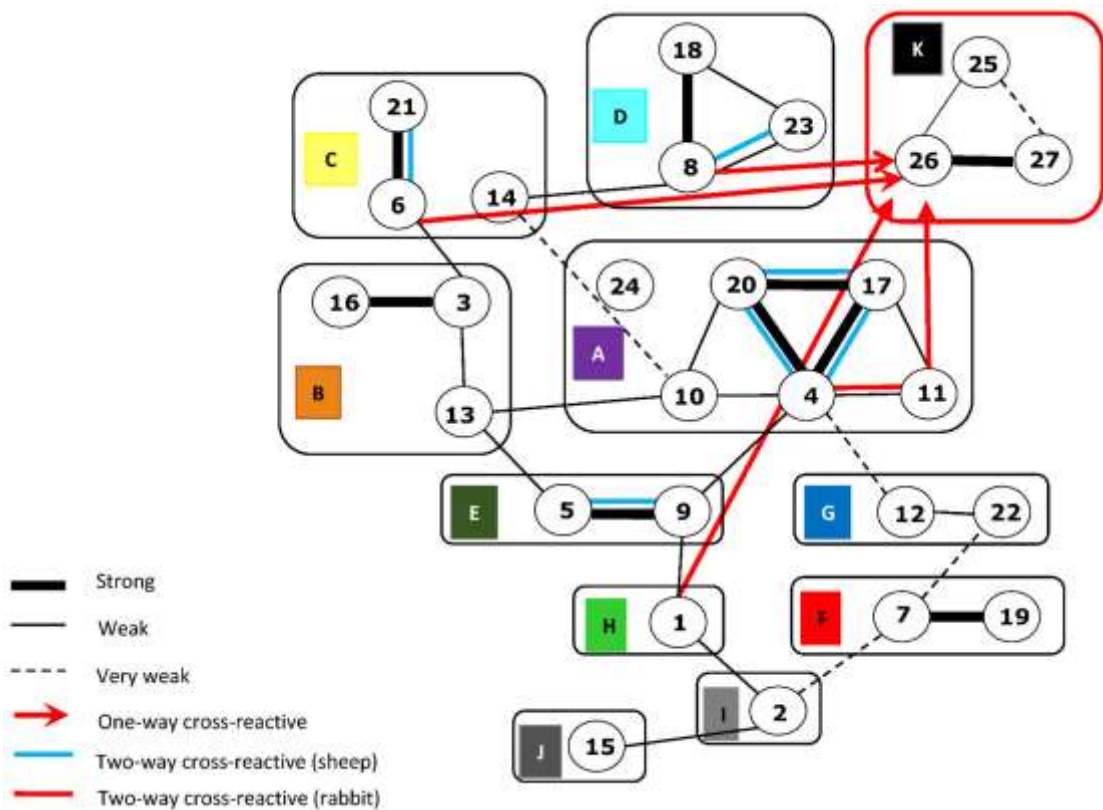 18
K
25
21
D
23
C
8
26
27
14
6
24
20
17
16
3
A
B
10
4
11
13
E
5
9
G
12
22
H
1
F
7
19
I
2
J
15
Strong
Weak
Very weak
One-way cross-reactive
Two-way cross-reactive (sheep)
Two-way cross-reactive (rabbit)